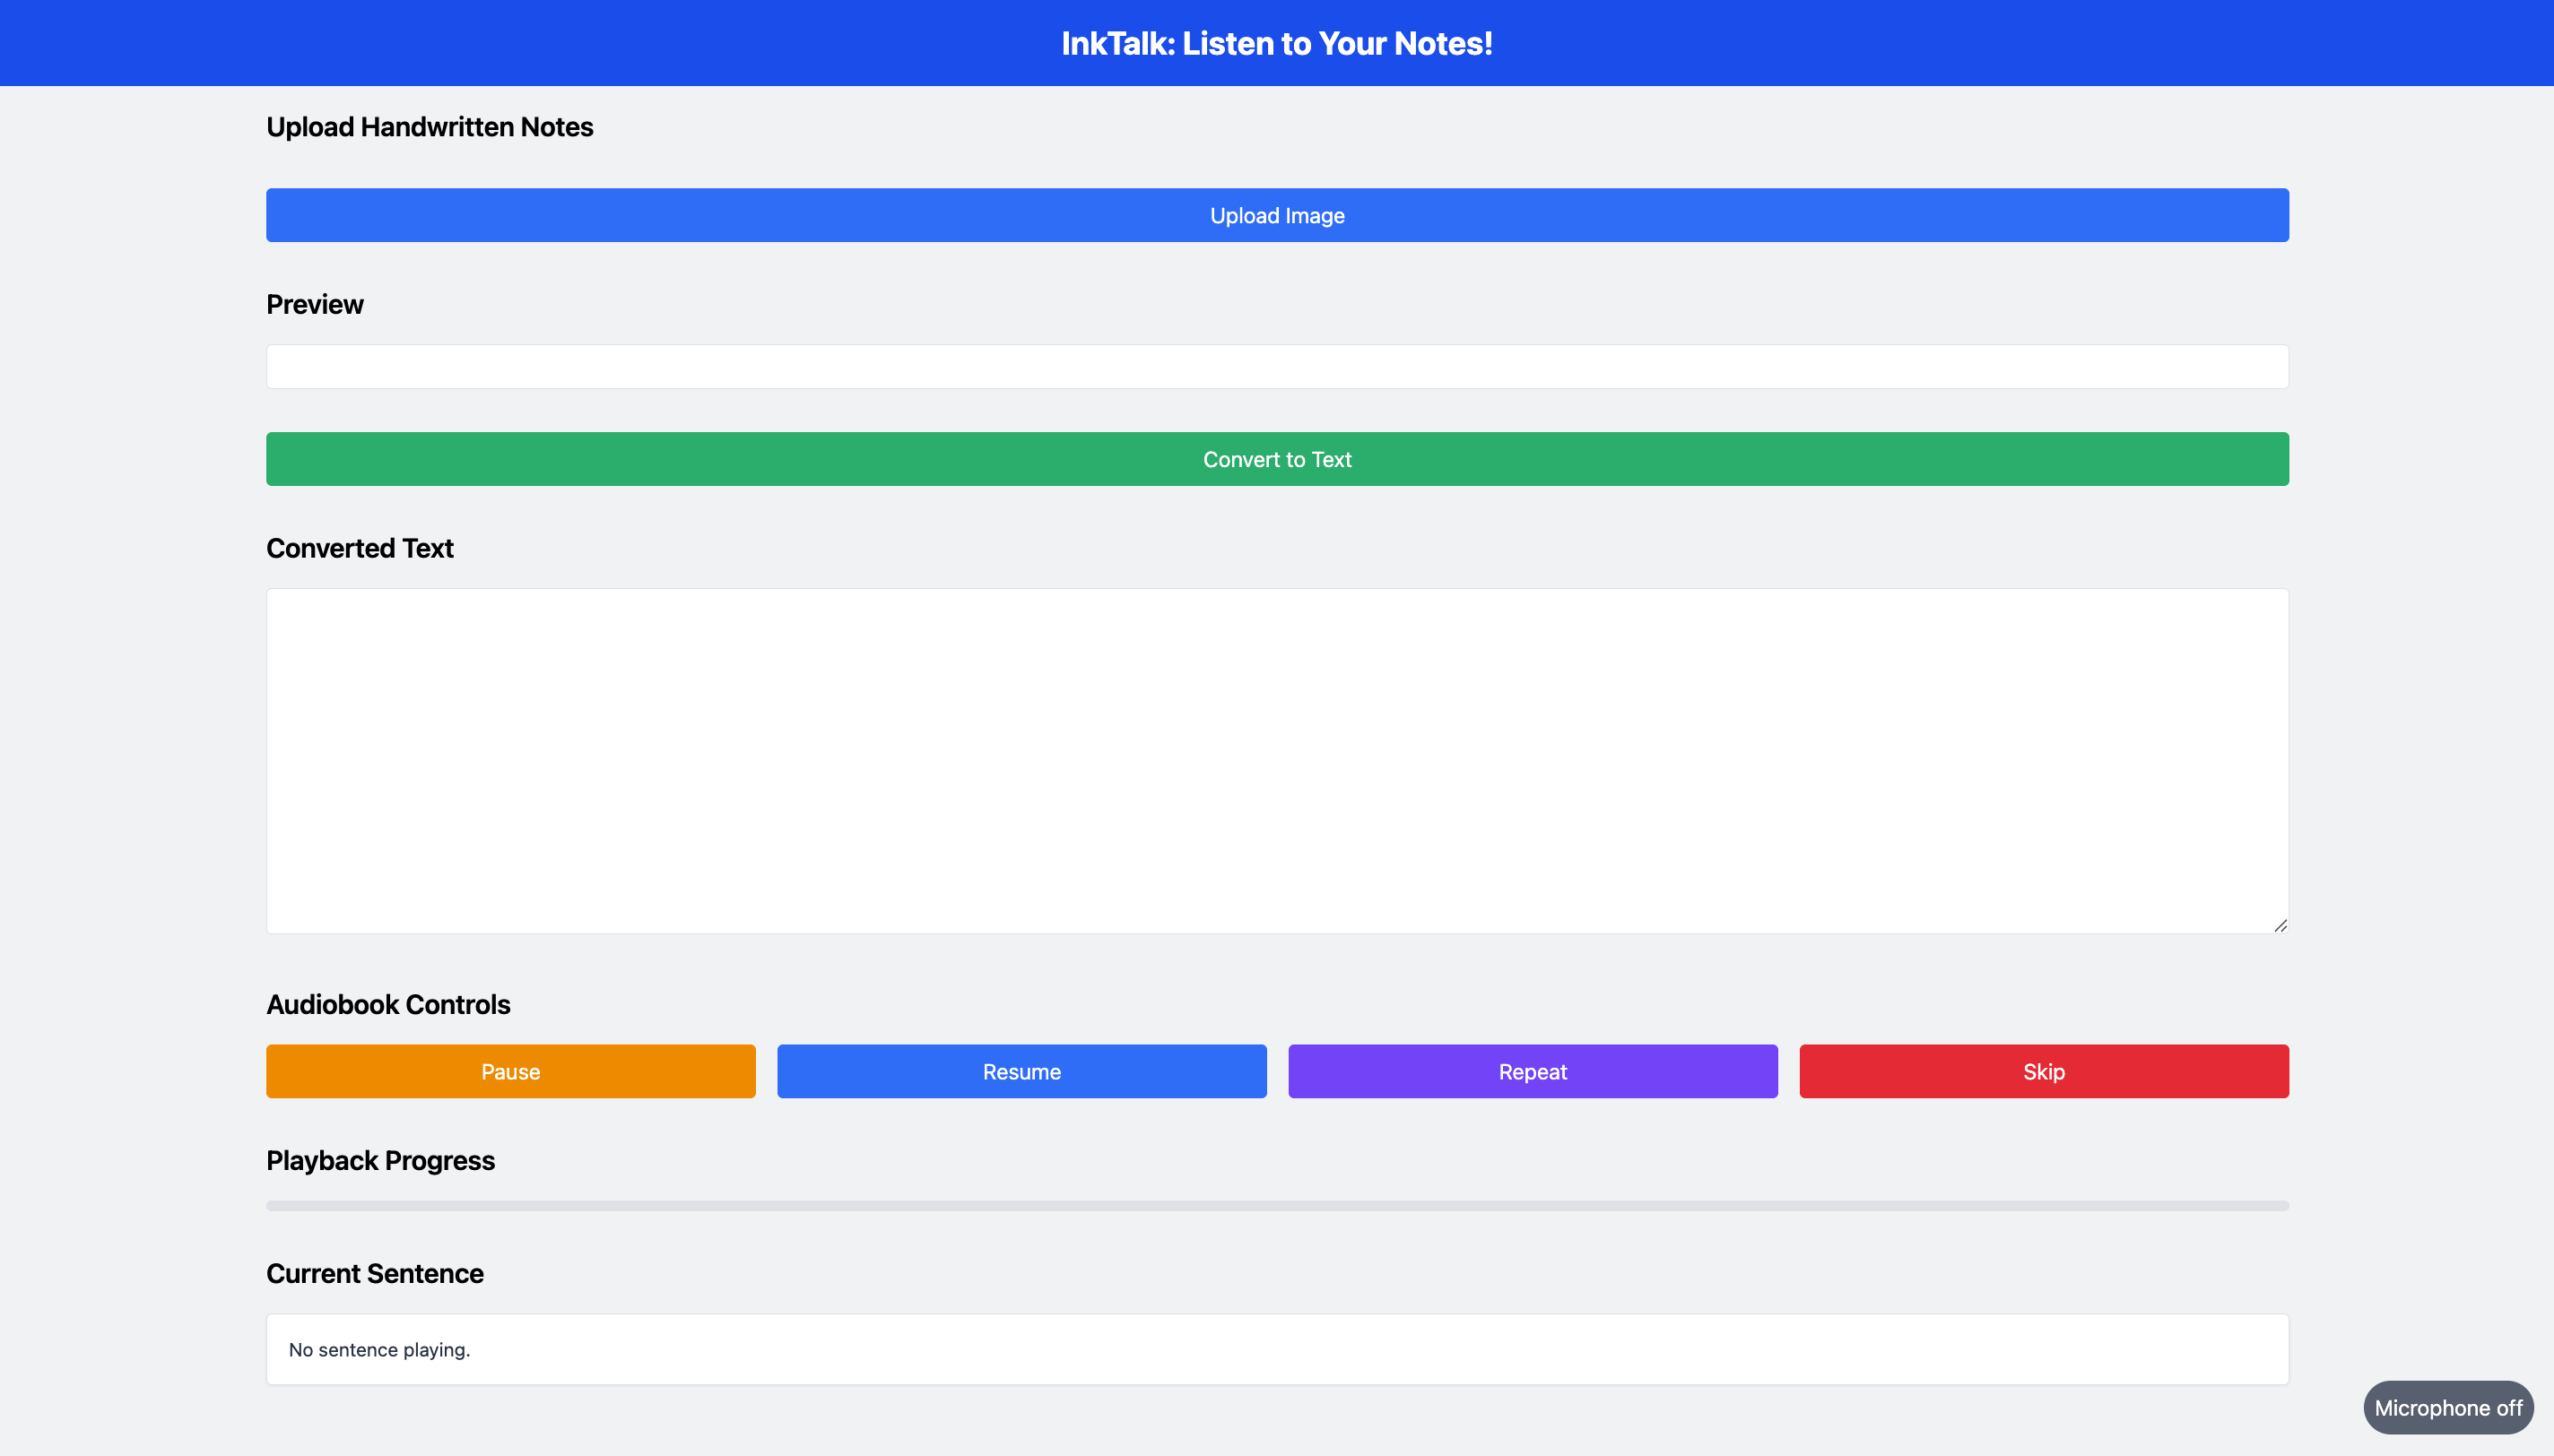 InkTalk: Listen to Your Notes!
Upload Handwritten Notes
Upload Image
Preview
Convert to Text
Converted Text
Audiobook Controls
Pause Resume Repeat Skip
Playback Progress
Current Sentence
No sentence playing.
Microphone off